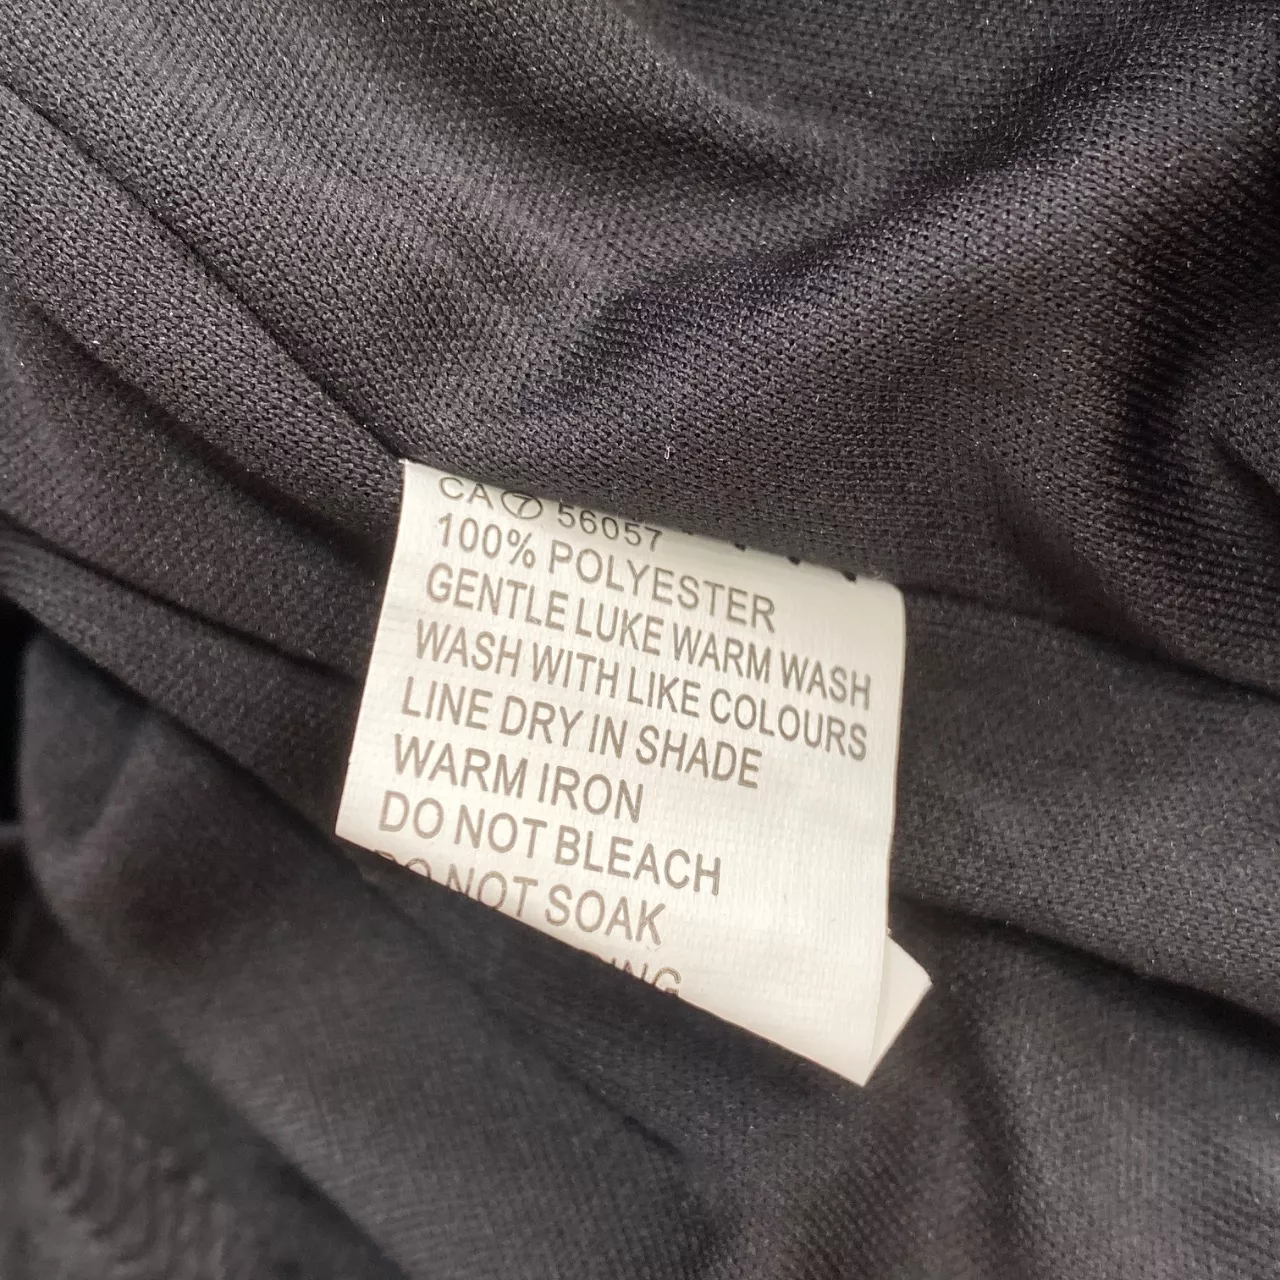 CA⑦ 56057
100% POLYESTER
GENTLE LUKE WARM WASH
WASH WITH LIKE COLOURS
LINE DRY IN SHADE
WARM IRON
DO NOT BLEACH
DO NOT SOAK